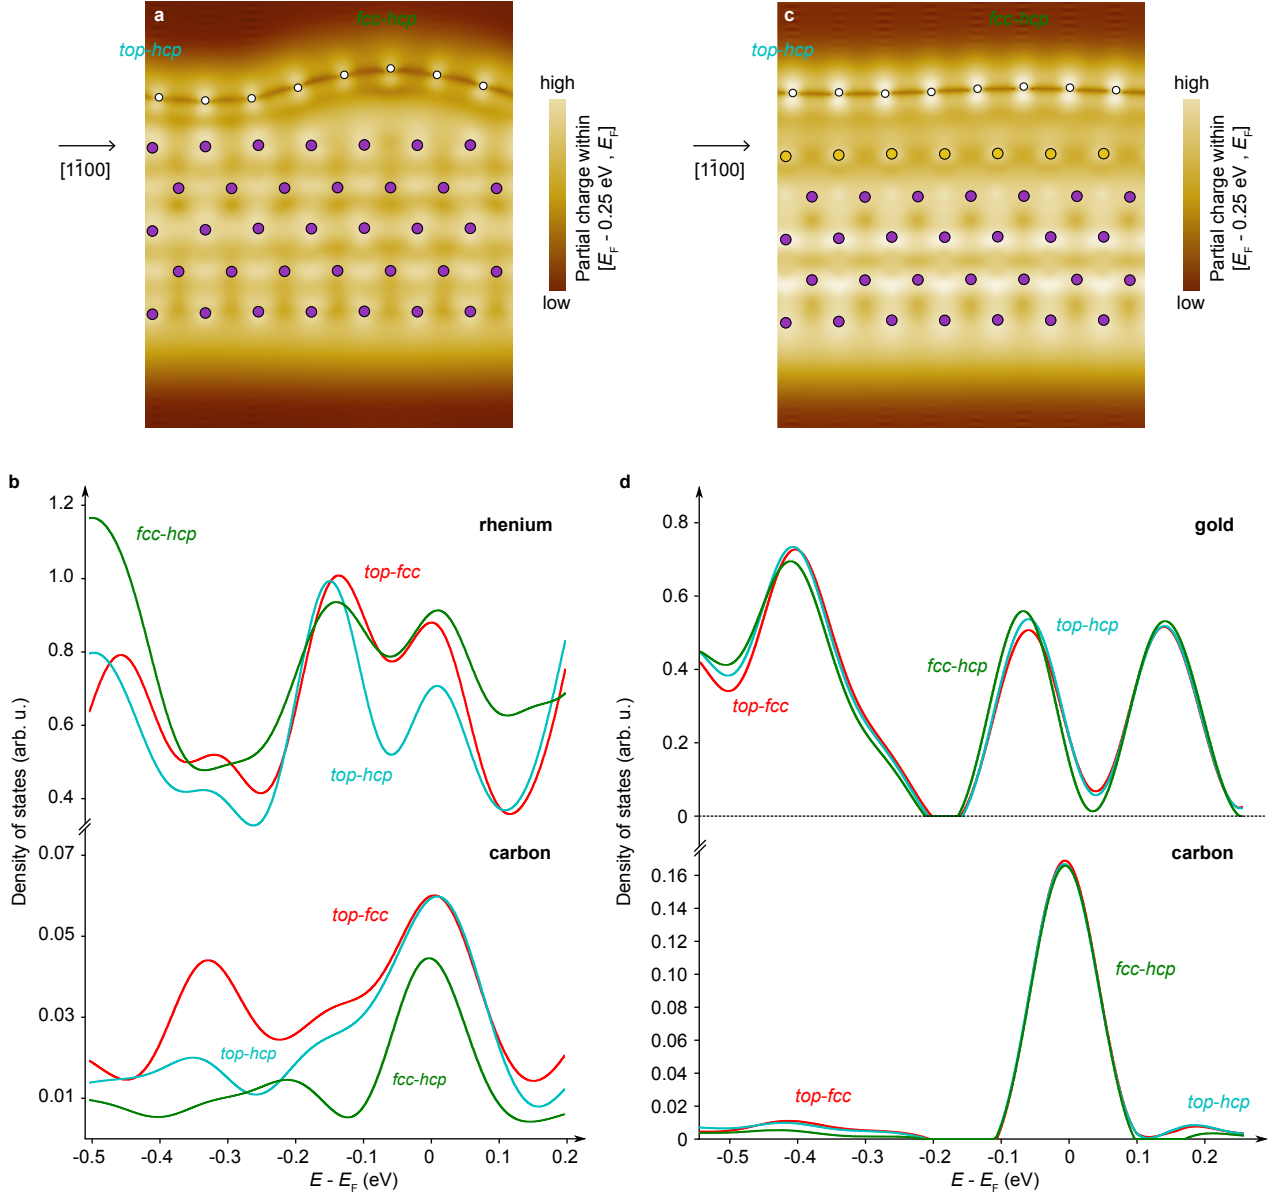 a
fcc-hcp
top-hcp
high
Partial charge within
[E_F - 0.25 eV , E_F]
low
[11̄00]
c
fcc-hcp
top-hcp
high
Partial charge within
[E_F - 0.25 eV , E_F]
low
[11̄00]
b
1.2
1.0
0.8
0.6
0.4
0.07
0.05
0.03
0.01
Density of states (arb. u.)
rhenium
fcc-hcp
top-fcc
top-hcp
carbon
top-fcc
top-hcp
fcc-hcp
-0.5 -0.4 -0.3 -0.2 -0.1 0 0.1 0.2
E - E_F (eV)
d
0.8
0.6
0.4
0.2
0
0.16
0.14
0.12
0.10
0.08
0.06
0.04
0.02
0
Density of states (arb. u.)
gold
top-hcp
fcc-hcp
top-fcc
carbon
fcc-hcp
top-fcc
top-hcp
-0.5 -0.4 -0.3 -0.2 -0.1 0 0.1 0.2
E - E_F (eV)